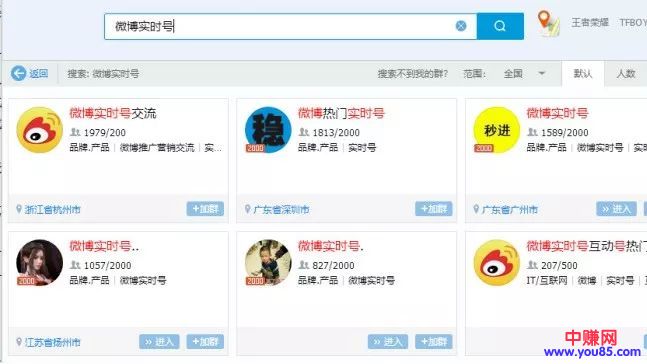 微博实时号
王者荣耀 TFBOY
返回 搜索: 微博实时号 搜索不到我的群? 范围: 全国 默认 人数
微博实时号交流
1979/200
品牌.产品 微博推广营销交流 实...
浙江省杭州市 +加群
微博热门实时号
稳
2000
1813/2000
品牌.产品 实时号
广东省深圳市 +加群
微博实时号
秒进
2000
1589/2000
品牌.产品 微博实时号
广东省广州市 进入
微博实时号..
2000
1057/2000
品牌.产品 微博实时号
江苏省扬州市 进入 +加群
微博实时号.
2000
827/2000
品牌.产品 微博实时号
进入 +加群
微博实时号互动号热门
207/500
IT/互联网 微博 实时号
中赚网
www.you85.com